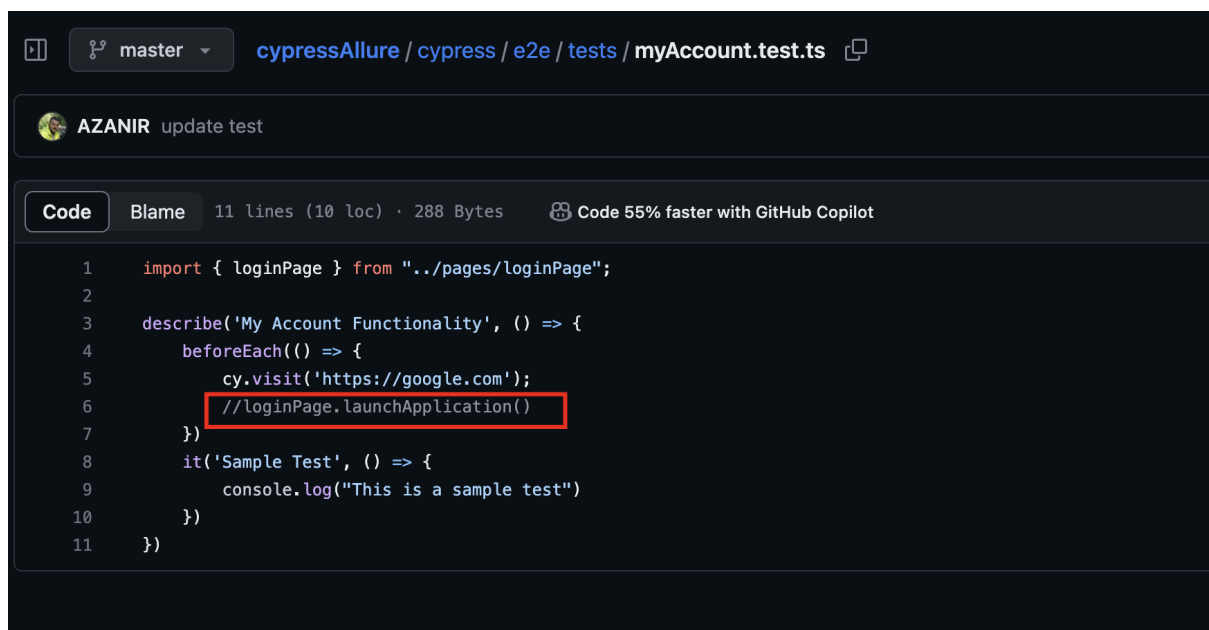 master cypressAllure / cypress / e2e / tests / myAccount.test.ts
AZANIR update test
Code Blame 11 lines (10 loc) · 288 Bytes Code 55% faster with GitHub Copilot
1 import { loginPage } from "../pages/loginPage";
2
3 describe('My Account Functionality', () => {
4 beforeEach(() => {
5 cy.visit('https://google.com');
6 //loginPage.launchApplication()
7 })
8 it('Sample Test', () => {
9 console.log("This is a sample test")
10 })
11 })